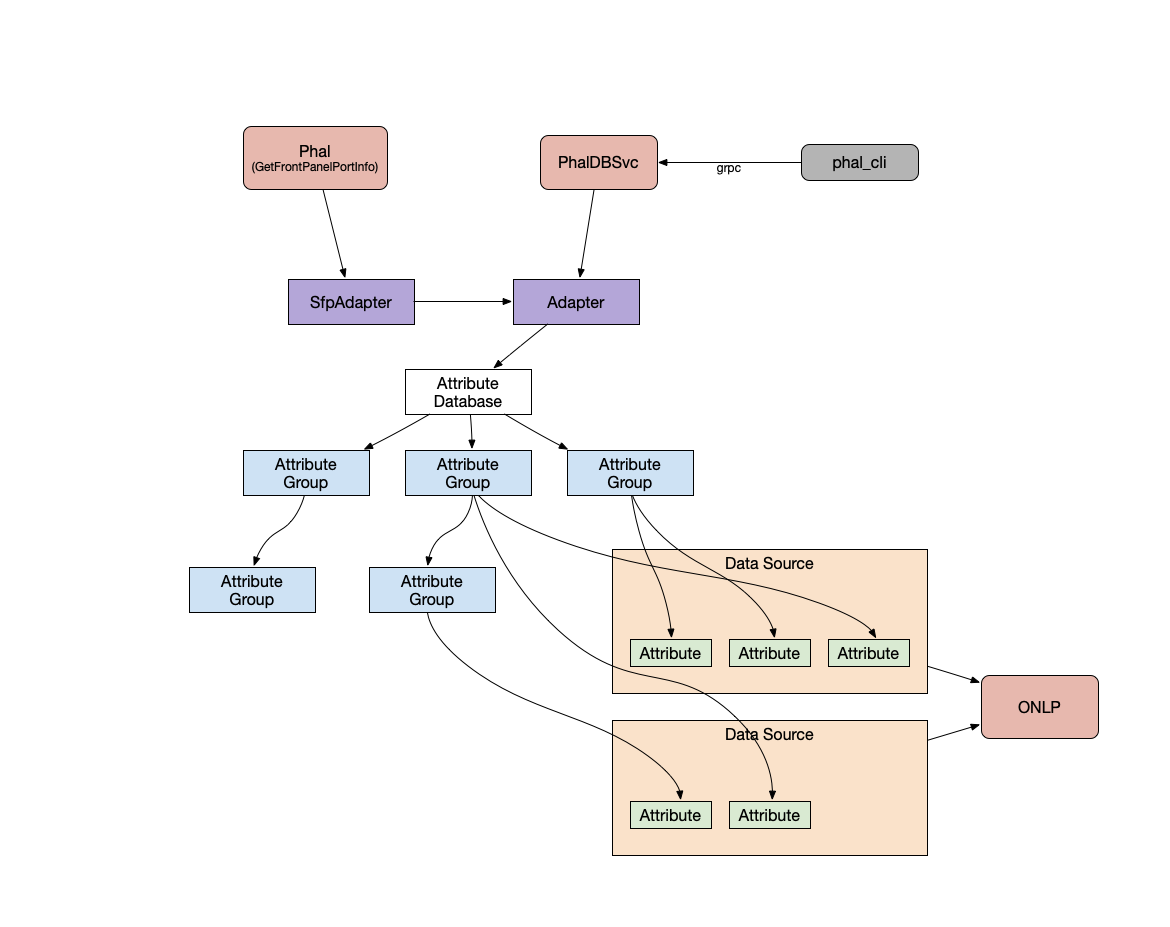 Phal
(GetFrontPanelPortInfo)
PhalDBSvc
grpc
phal_cli
SfpAdapter
Adapter
Attribute
Database
Attribute
Group
Attribute
Group
Attribute
Group
Attribute
Group
Attribute
Group
Data Source
Attribute
Attribute
Attribute
ONLP
Data Source
Attribute
Attribute